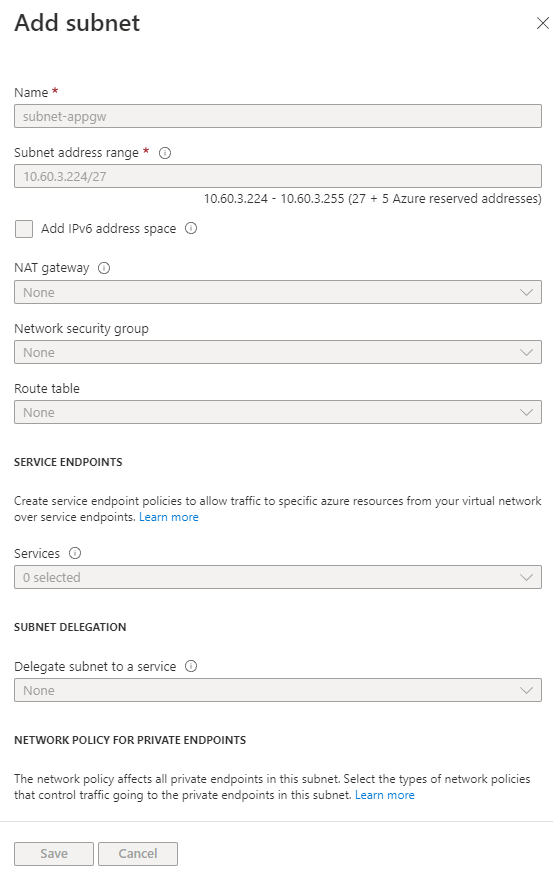 Add subnet
Name *
subnet-appgw
Subnet address range *
10.60.3.224/27
10.60.3.224 - 10.60.3.255 (27 + 5 Azure reserved addresses)
Add IPv6 address space
NAT gateway
None
Network security group
None
Route table
None
SERVICE ENDPOINTS
Create service endpoint policies to allow traffic to specific azure resources from your virtual network
over service endpoints. Learn more
Services
0 selected
SUBNET DELEGATION
Delegate subnet to a service
None
NETWORK POLICY FOR PRIVATE ENDPOINTS
The network policy affects all private endpoints in this subnet. Select the types of network policies
that control traffic going to the private endpoints in this subnet. Learn more
Save Cancel